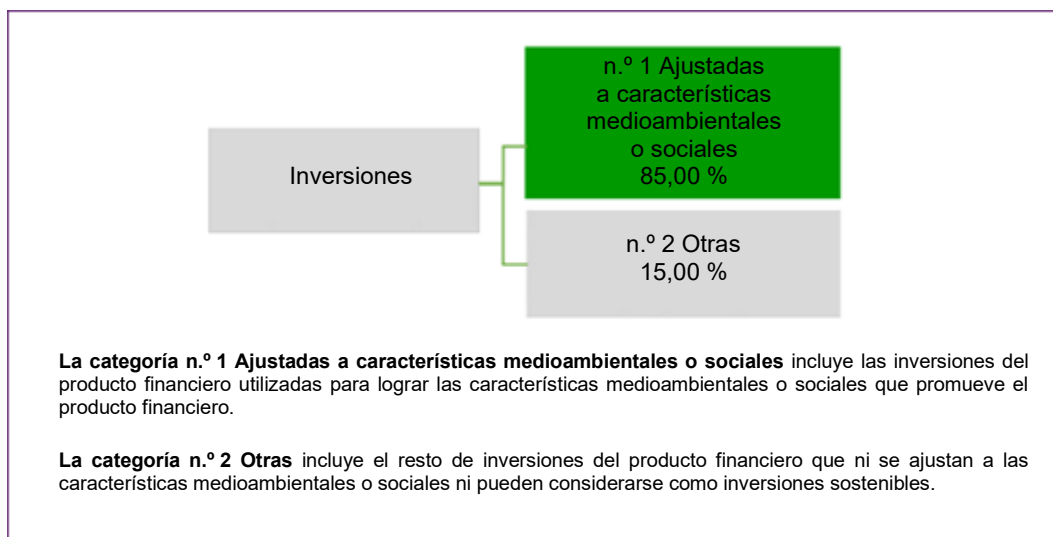 n.º 1 Ajustadas
a características
medioambientales
o sociales
85,00 %
Inversiones
n.º 2 Otras
15,00 %
La categoría n.º 1 Ajustadas a características medioambientales o sociales incluye las inversiones del
producto financiero utilizadas para lograr las características medioambientales o sociales que promueve el
producto financiero.
La categoría n.º 2 Otras incluye el resto de inversiones del producto financiero que ni se ajustan a las
características medioambientales o sociales ni pueden considerarse como inversiones sostenibles.